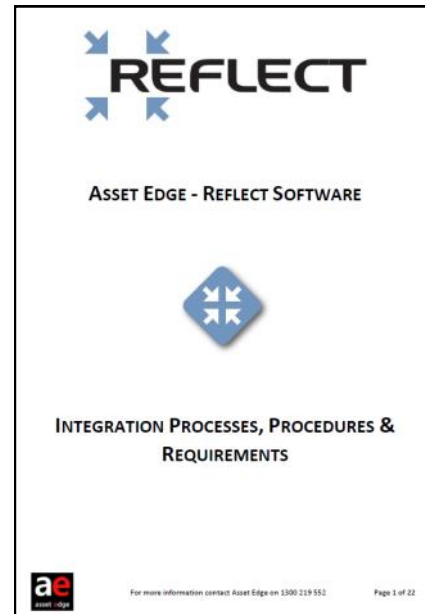 REFLECT
ASSET EDGE - REFLECT SOFTWARE
INTEGRATION PROCESSES, PROCEDURES &
REQUIREMENTS
ae
asset edge
For more information contact Asset Edge on 1300 219 552 Page 1 of 22